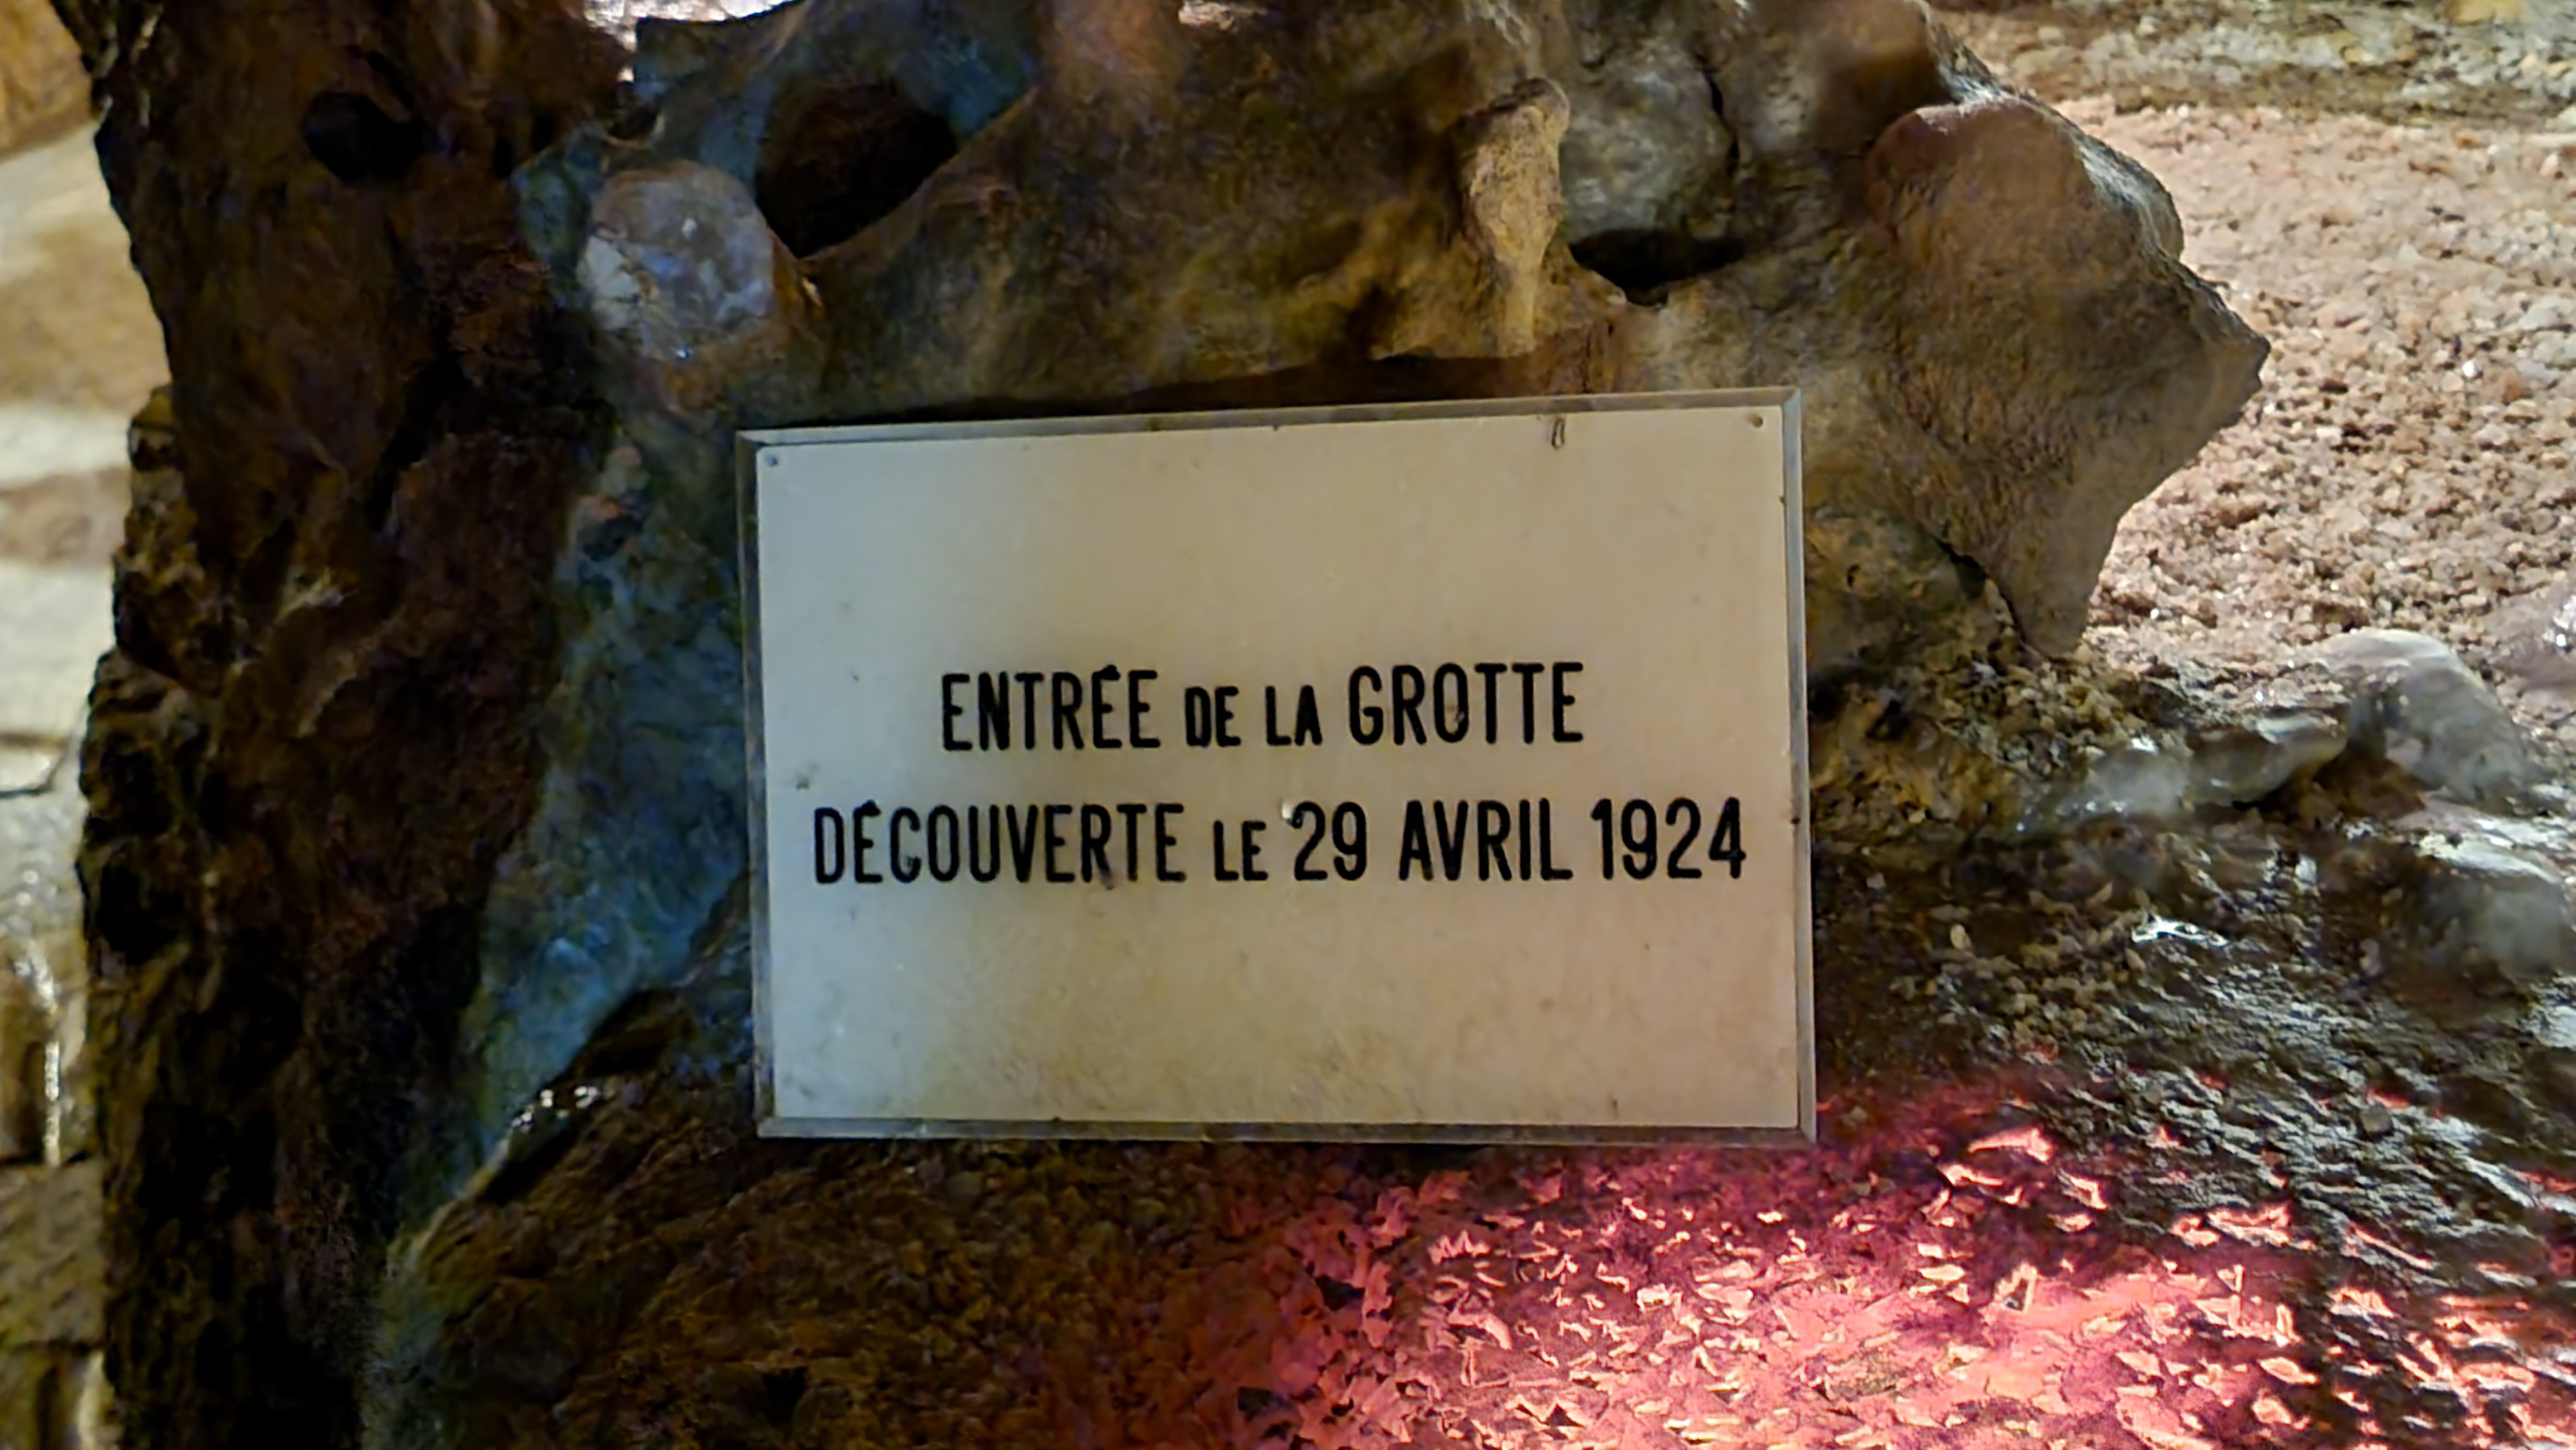 ENTRÉE DE LA GROTTE
DÉCOUVERTE LE 29 AVRIL 1924